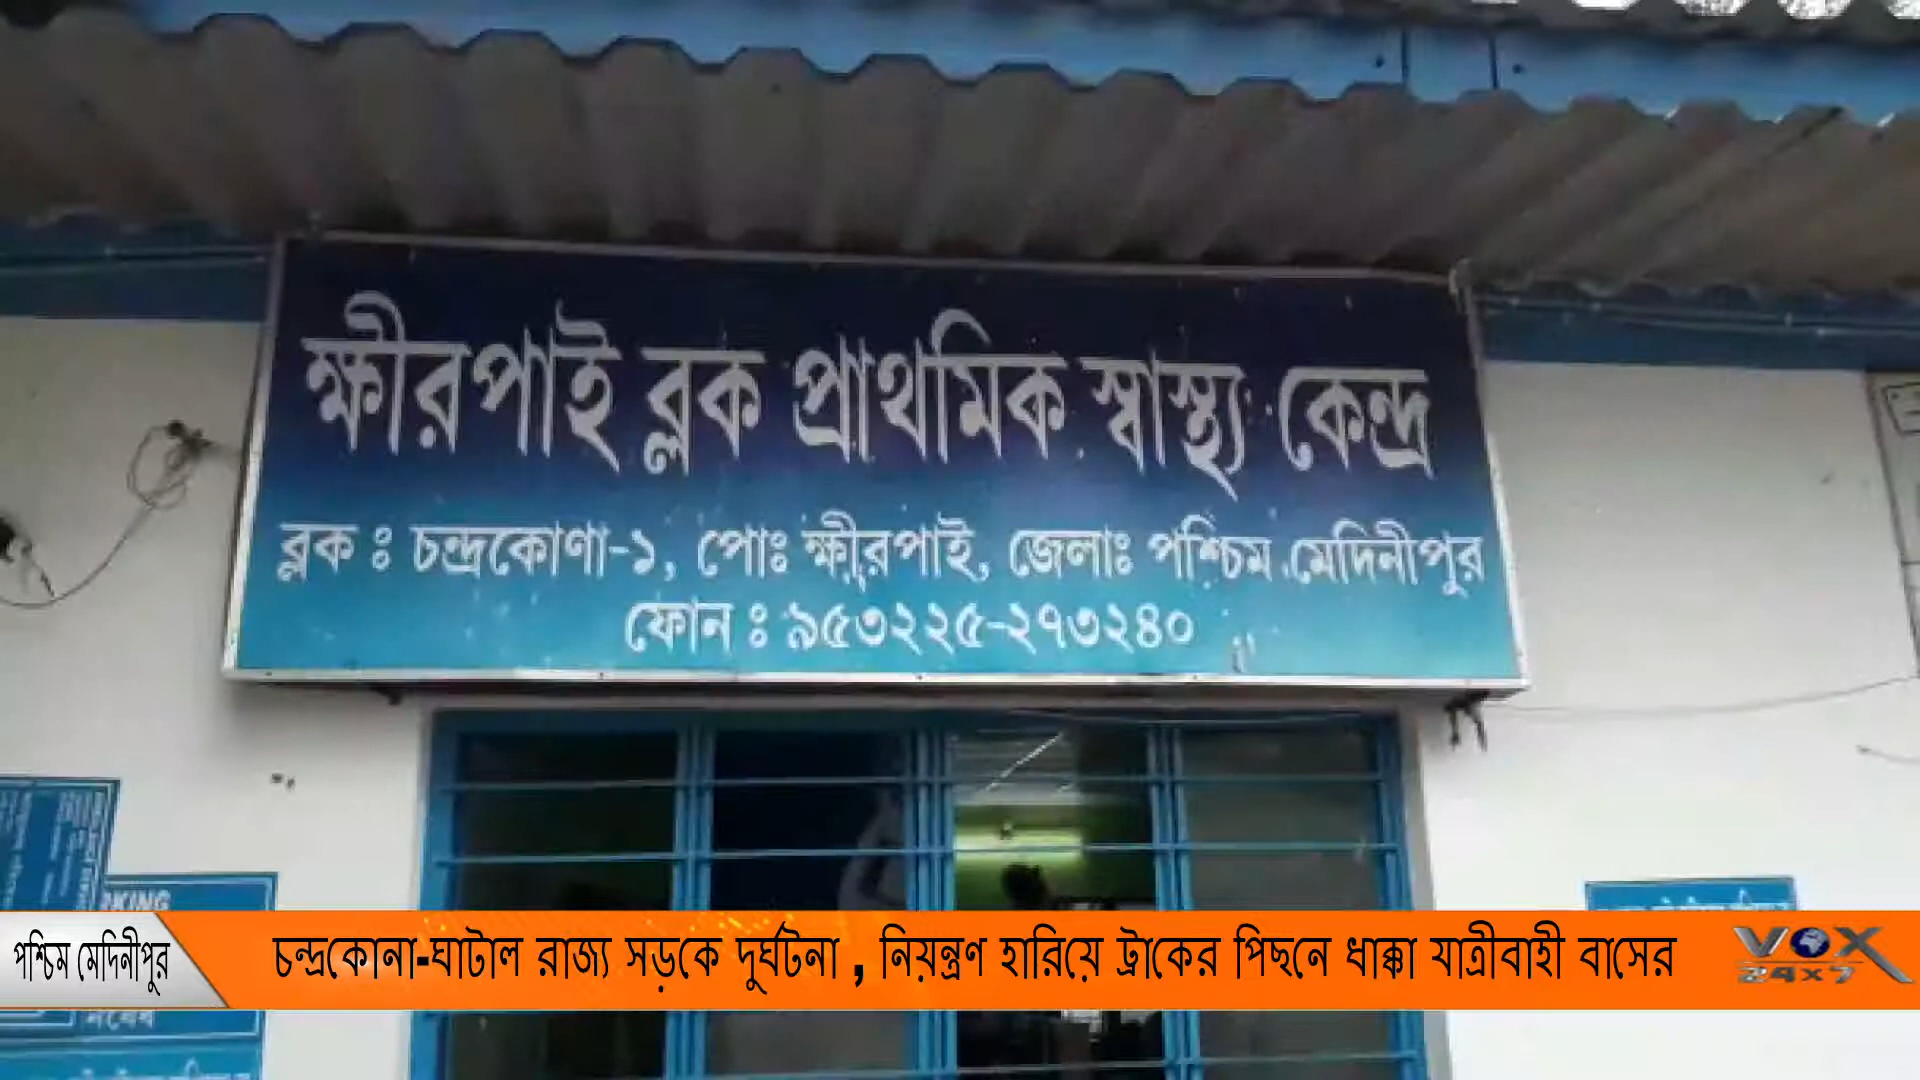 ক্ষীরপাই ব্লক প্রাথমিক স্বাস্থ্য কেন্দ্র
ব্লক : চন্দ্রকোণা-১, পোঃ ক্ষীরপাই, জেলাঃ পশ্চিম মেদিনীপুর
ফোন : ৯৫৩২২৫-২৭৩২৪০
পশ্চিম মেদিনীপুর
চন্দ্রকোনা-ঘাটাল রাজ্য সড়কে দুর্ঘটনা , নিয়ন্ত্রণ হারিয়ে ট্রাকের পিছনে ধাক্কা যাত্রীবাহী বাসের
VOX
24x7